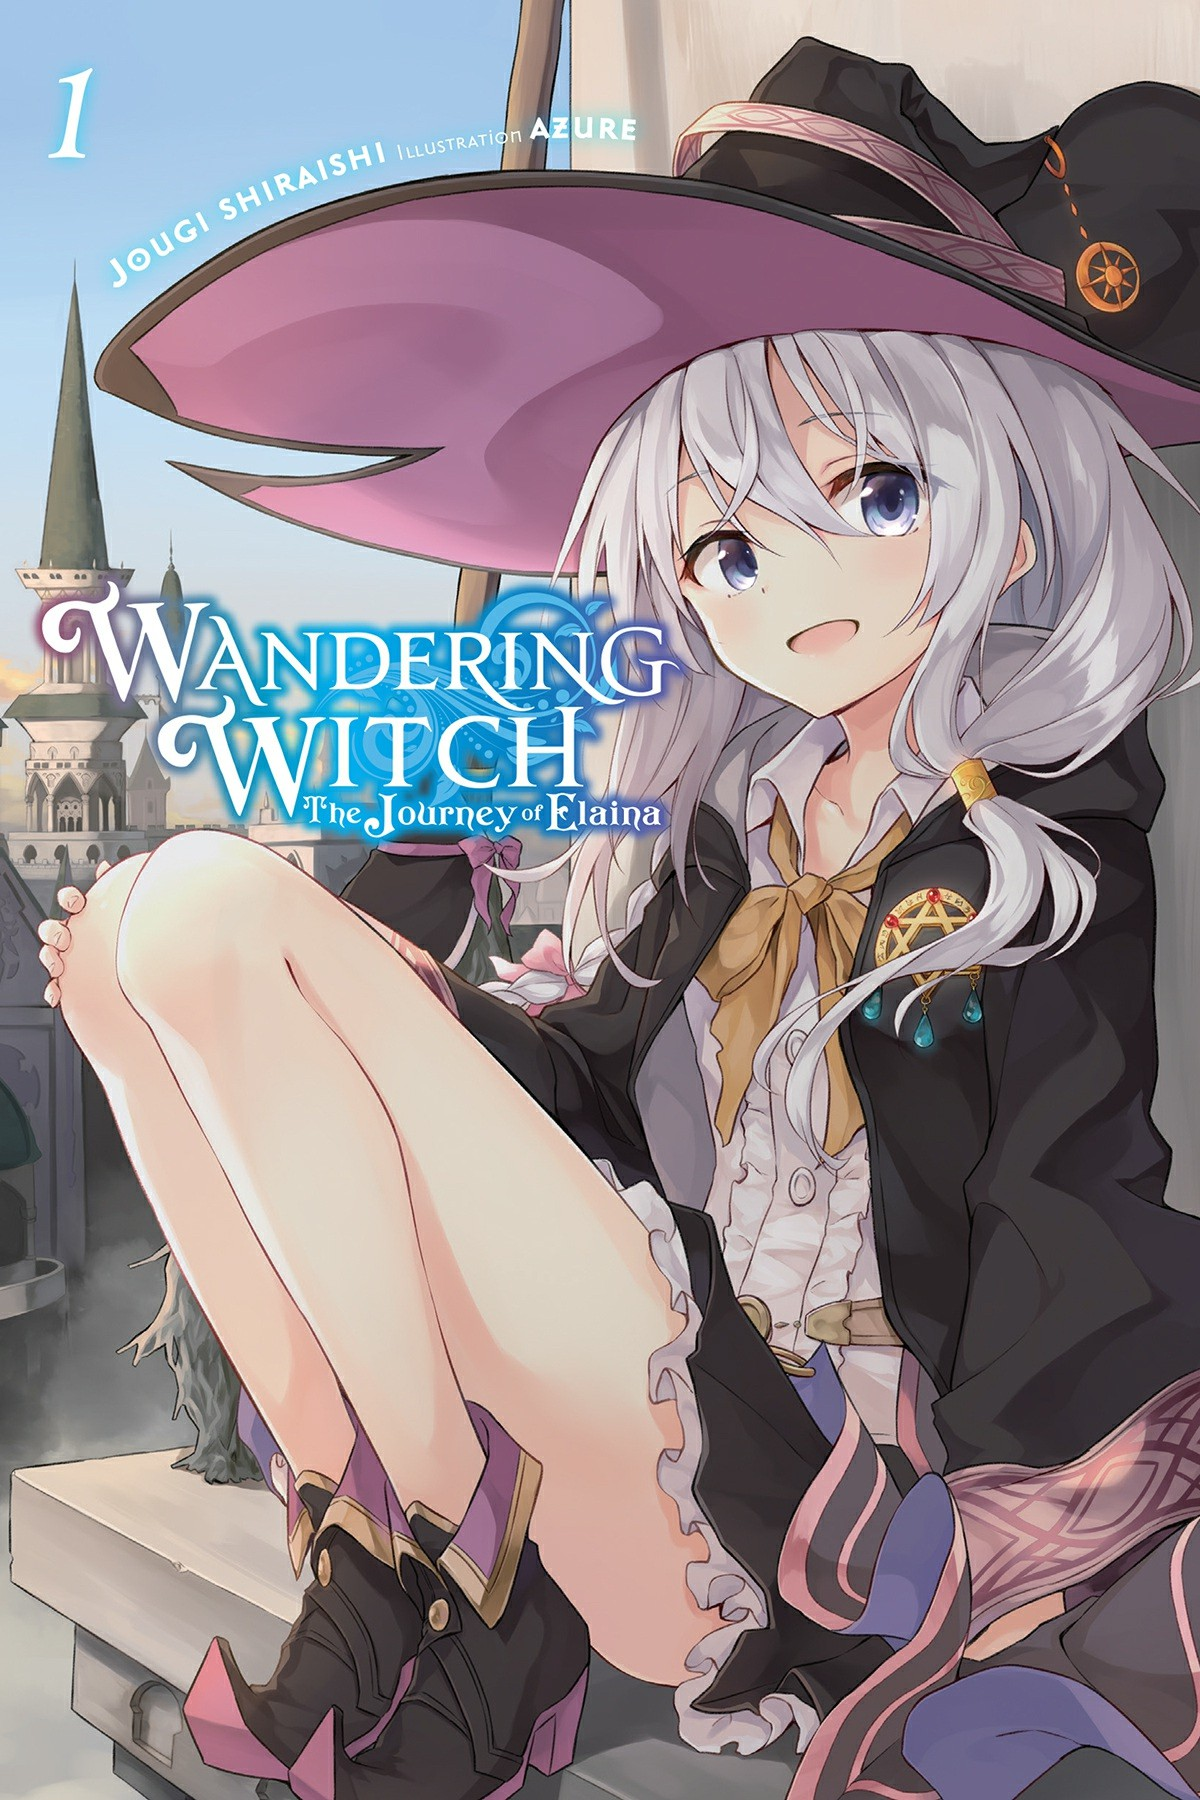 1
JOUGI SHIRAISHI ILLUSTRATION AZURE
WANDERING
WITCH
The Journey of Elaina